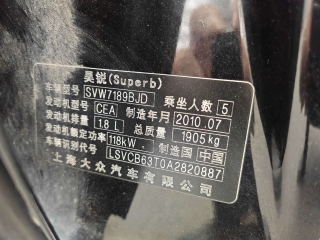 昊锐(Superb)
车辆型号 SVW7189BJD 乘坐人数 5
发动机型号 CEA 制造年月 2010.07
发动机排量 1.8 L 总质量 1905kg
发动机额定功率 118kW 制造国 中国
车辆识别代号 LSVCB63T0A2820887
上海大众汽车有限公司